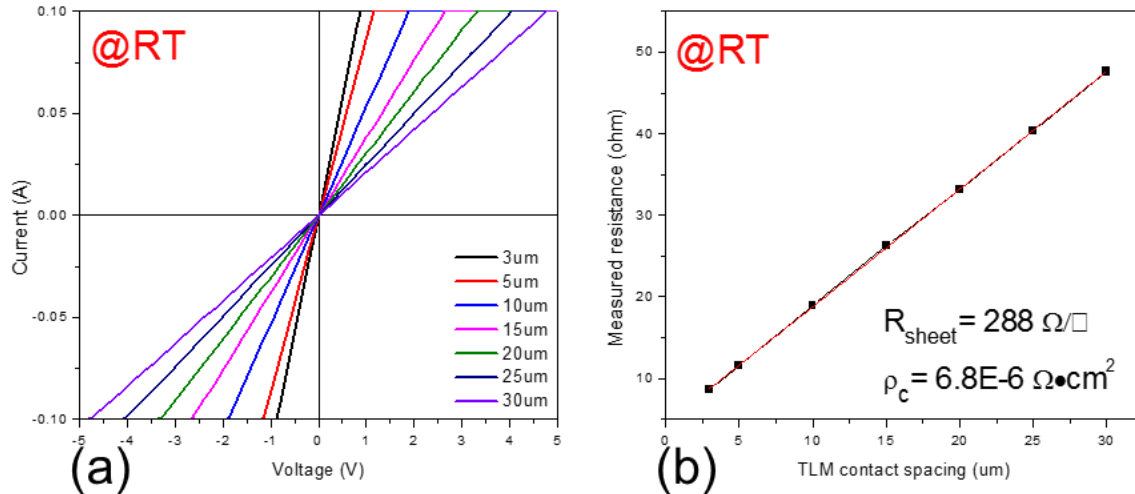 @RT
0.10
0.05
0.00
-0.05
-0.10
Current (A)
-5 -4 -3 -2 -1 0 1 2 3 4 5
Voltage (V)
3um
5um
10um
15um
20um
25um
30um
(a)
@RT
50
40
30
20
10
Measured resistance (ohm)
0 5 10 15 20 25 30
TLM contact spacing (um)
Rsheet = 288 Ω/□
ρc = 6.8E-6 Ω•cm²
(b)